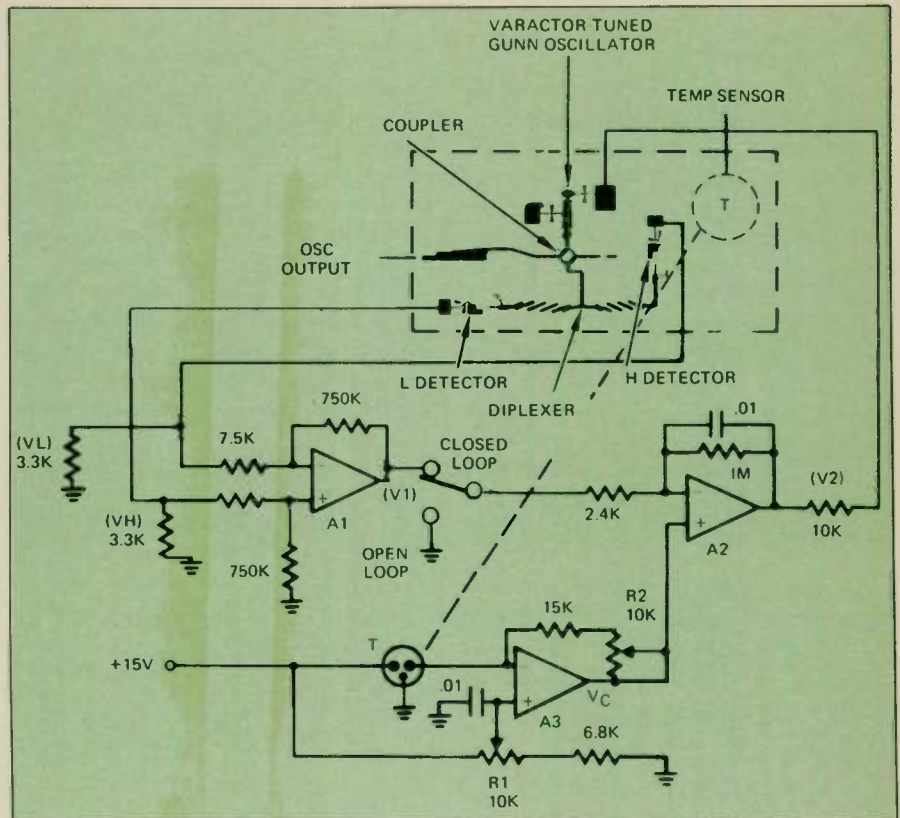 VARACTOR TUNED
GUNN OSCILLATOR
TEMP SENSOR
COUPLER
T
OSC
OUTPUT
L DETECTOR
H DETECTOR
DIPLEXER
750K
.01
(VL)
3.3K
7.5K
CLOSED
LOOP
1M
(V2)
-
+
A1
(V1)
2.4K
-
+
A2
10K
(VH)
3.3K
750K
OPEN
LOOP
15K
R2
10K
+15V
T
-
+
.01
A3
VC
6.8K
R1
10K